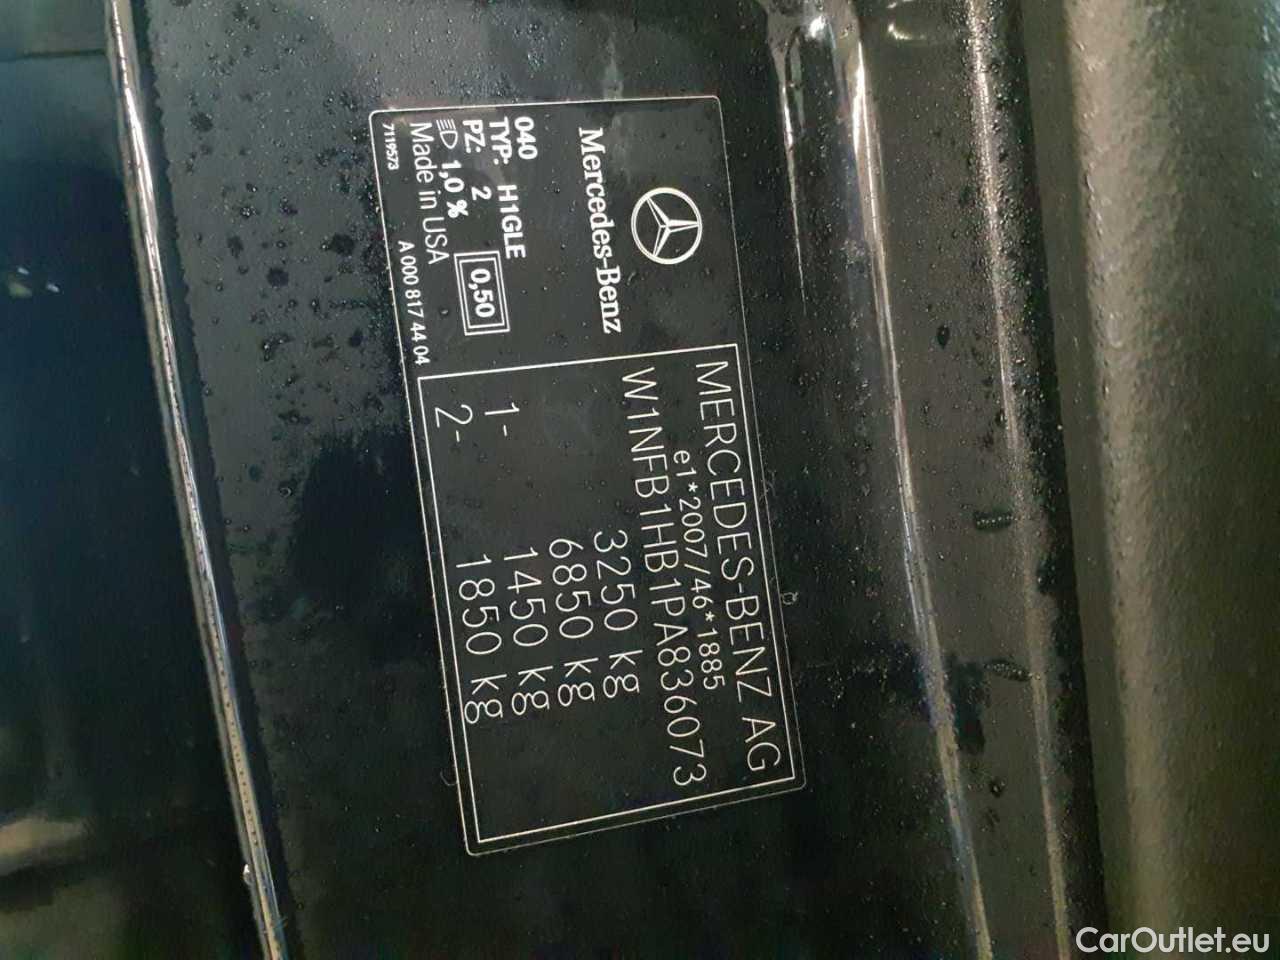 Mercedes-Benz
040
TYP: H1GLE
PZ: 2
0,50
1,0 %
Made in USA
7119573
A 000 817 44 04
MERCEDES-BENZ AG
e1*2007/46*1885
W1NFB1HB1PA836073
3250 kg
6850 kg
1- 1450 kg
2- 1850 kg
CarOutlet.eu